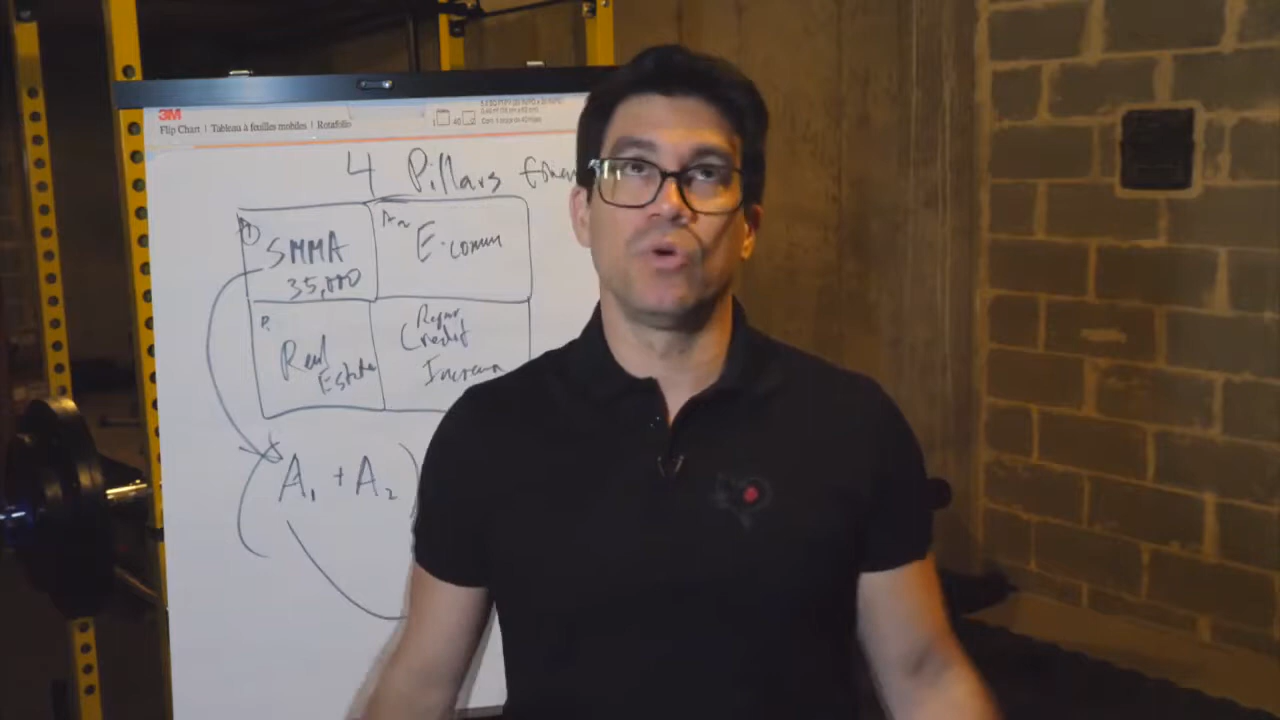 3M
Flip Chart | Tableau à feuilles mobiles | Rotafolio
40
4 Pillars
1
SMMA
35,000
E-comm
Real
Estate
Repair
Credit
A1 + A2